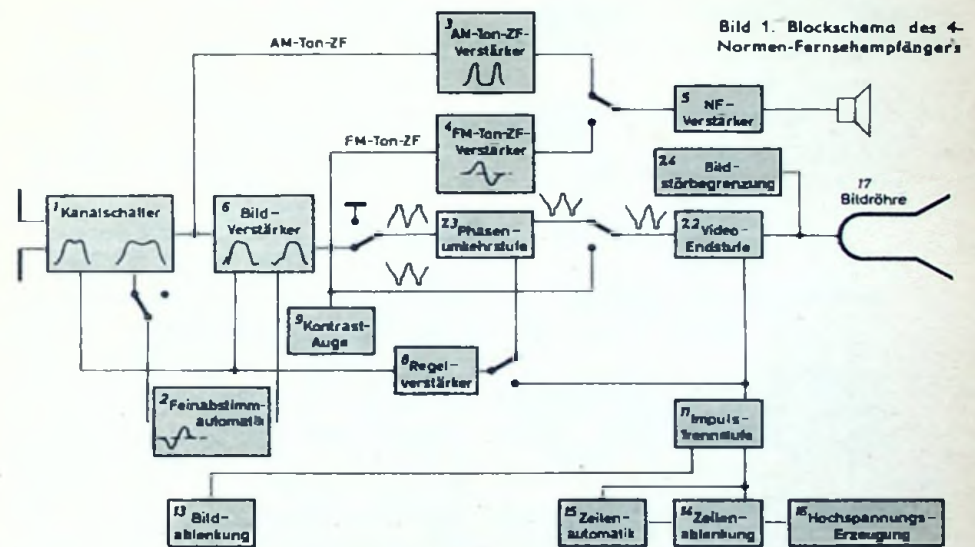 Bild 1. Blockschema des 4-
Normen-Fernsehempfängers
AM-Ton-ZF
3 AM-Ton-ZF-
Verstärker
5 NF-
Verstärker
FM-Ton-ZF
4 FM-Ton-ZF-
Verstärker
24 Bild-
störbegrenzung
17
Bildröhre
1 Kanalschalter
6 Bild-
Verstärker
23 Phasen-
umkehrstufe
22 Video-
Endstufe
9 Kontrast-
Auge
8 Regel-
verstärker
2 Feinabstimm-
automatik
11 Impuls-
trennstufe
13 Bild-
ablenkung
15 Zeilen-
automatik
14 Zeilen-
ablenkung
16 Hochspannungs-
Erzeugung